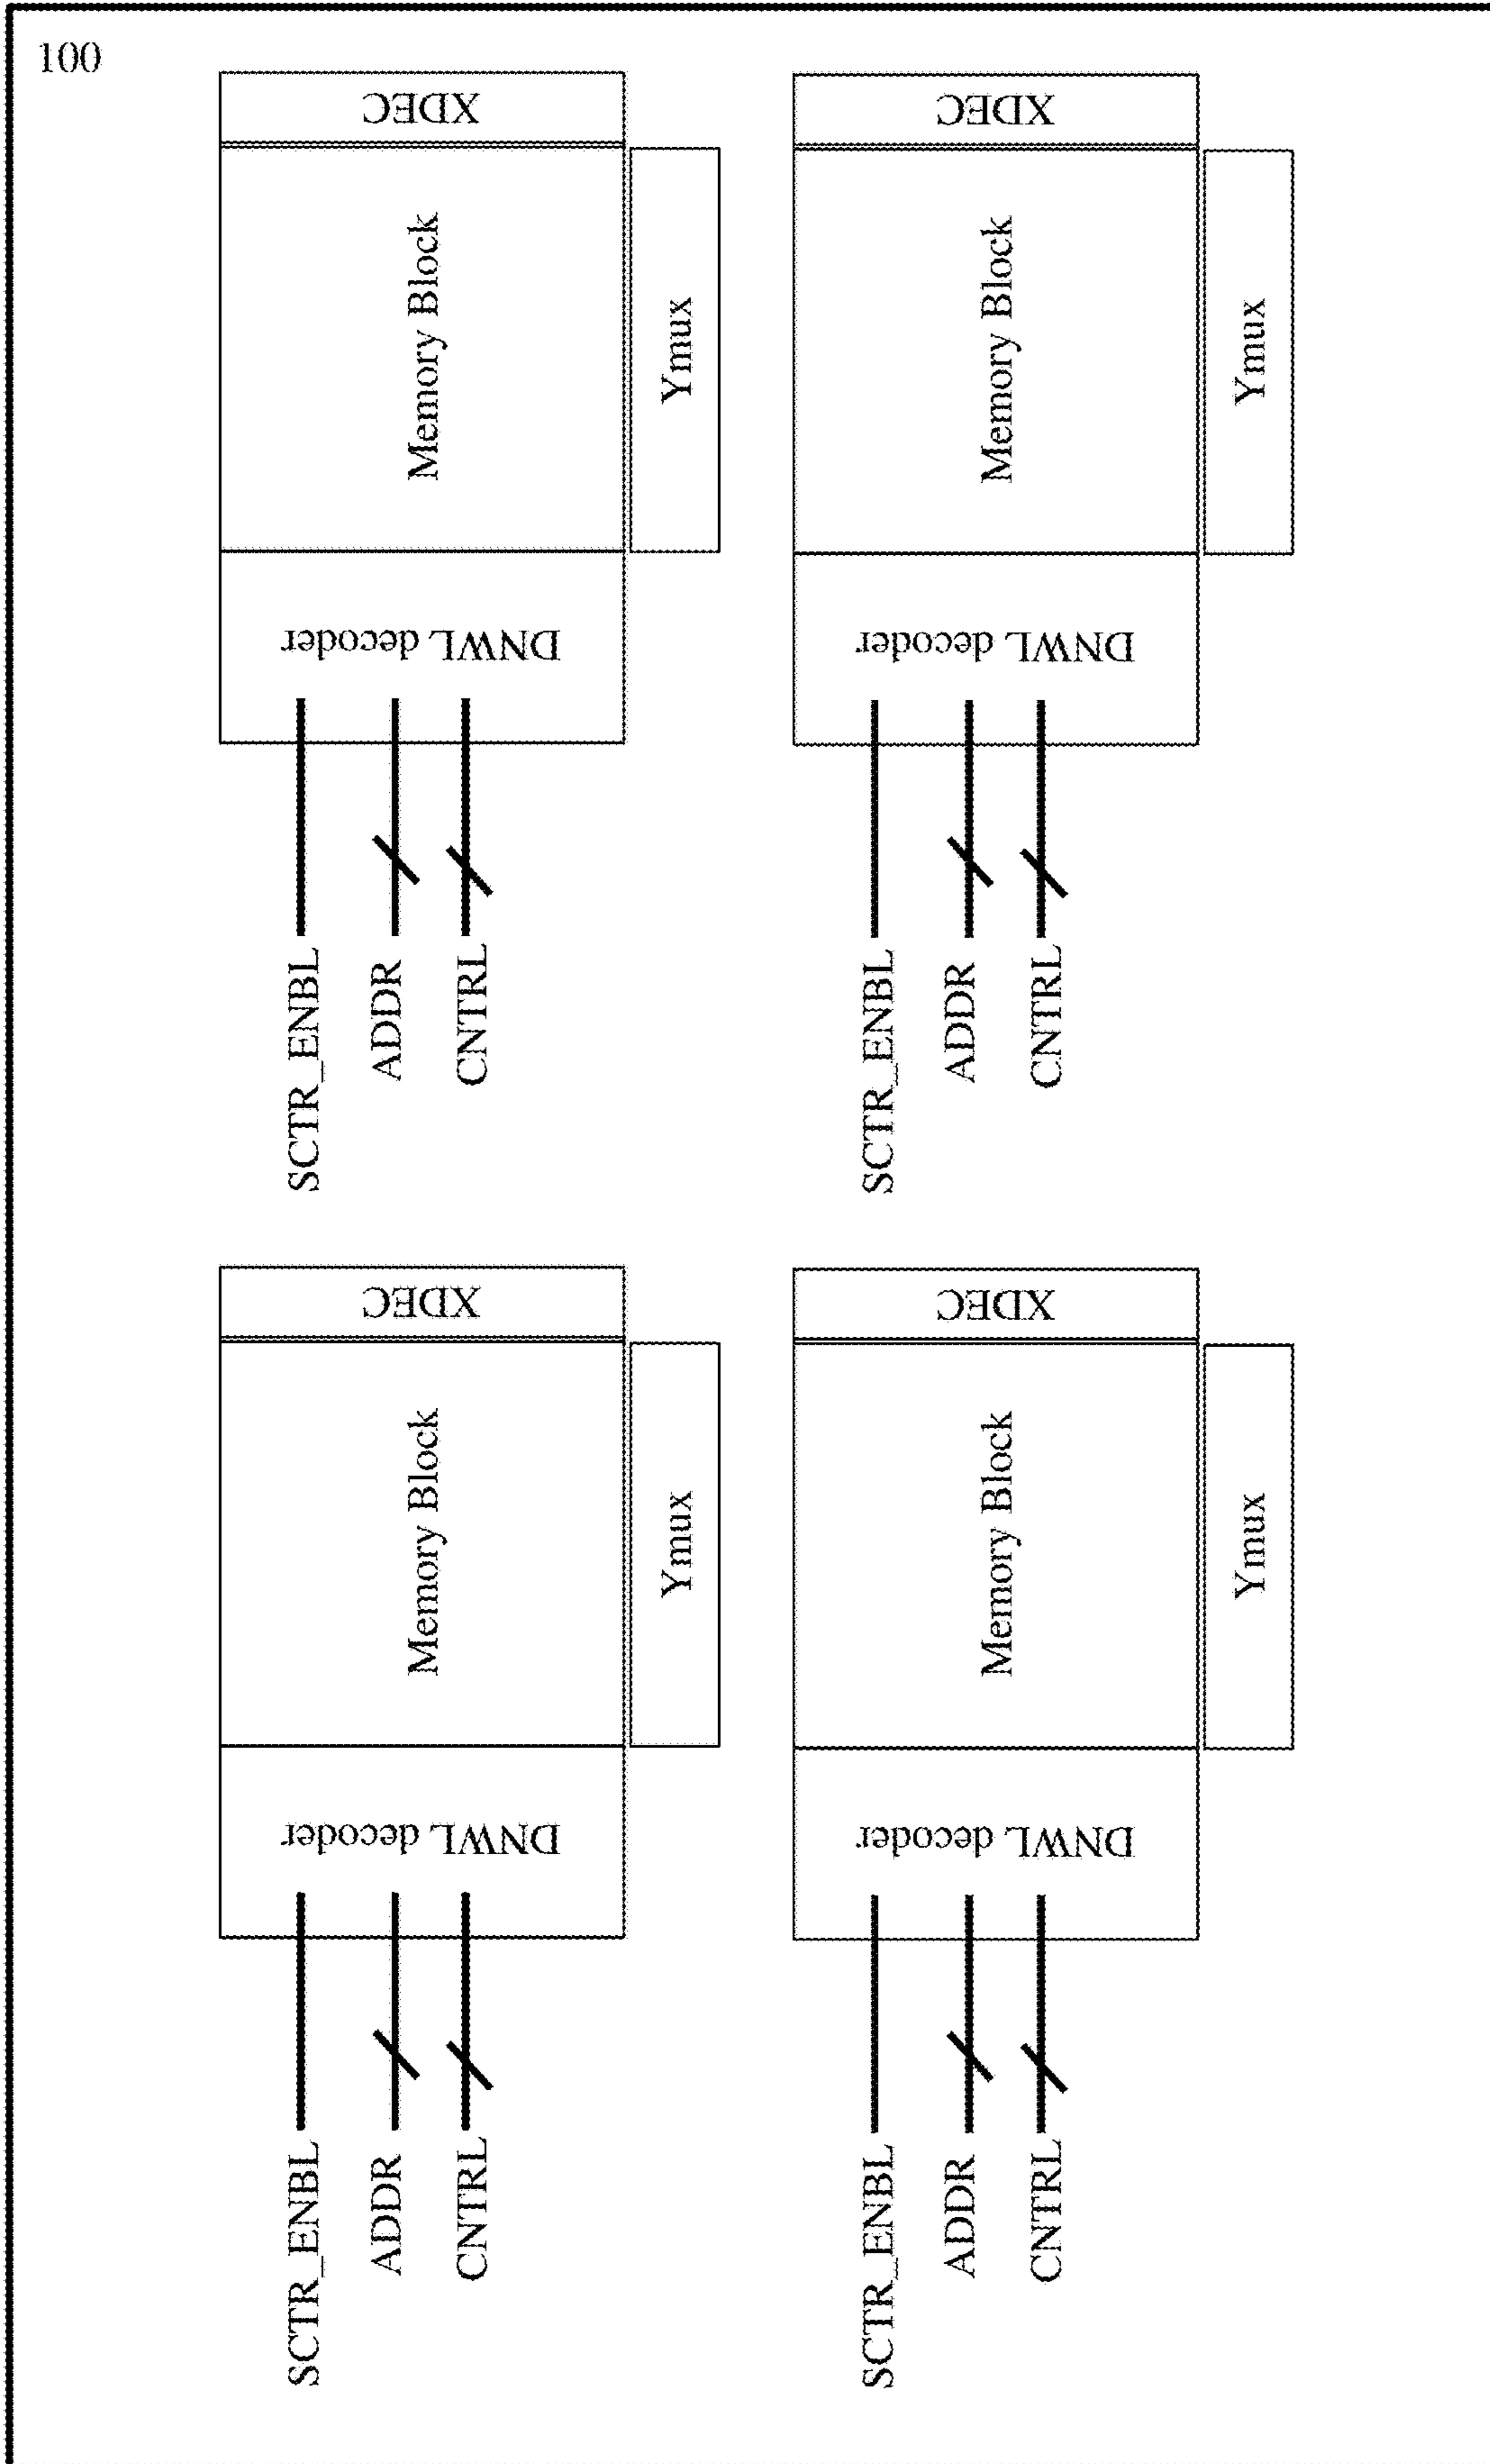 100
XDEC
Memory Block
Ymux
DNWL decoder
SCTR_ENBL
ADDR
CNTRL
XDEC
Memory Block
Ymux
DNWL decoder
SCTR_ENBL
ADDR
CNTRL
XDEC
Memory Block
Ymux
DNWL decoder
SCTR_ENBL
ADDR
CNTRL
XDEC
Memory Block
Ymux
DNWL decoder
SCTR_ENBL
ADDR
CNTRL